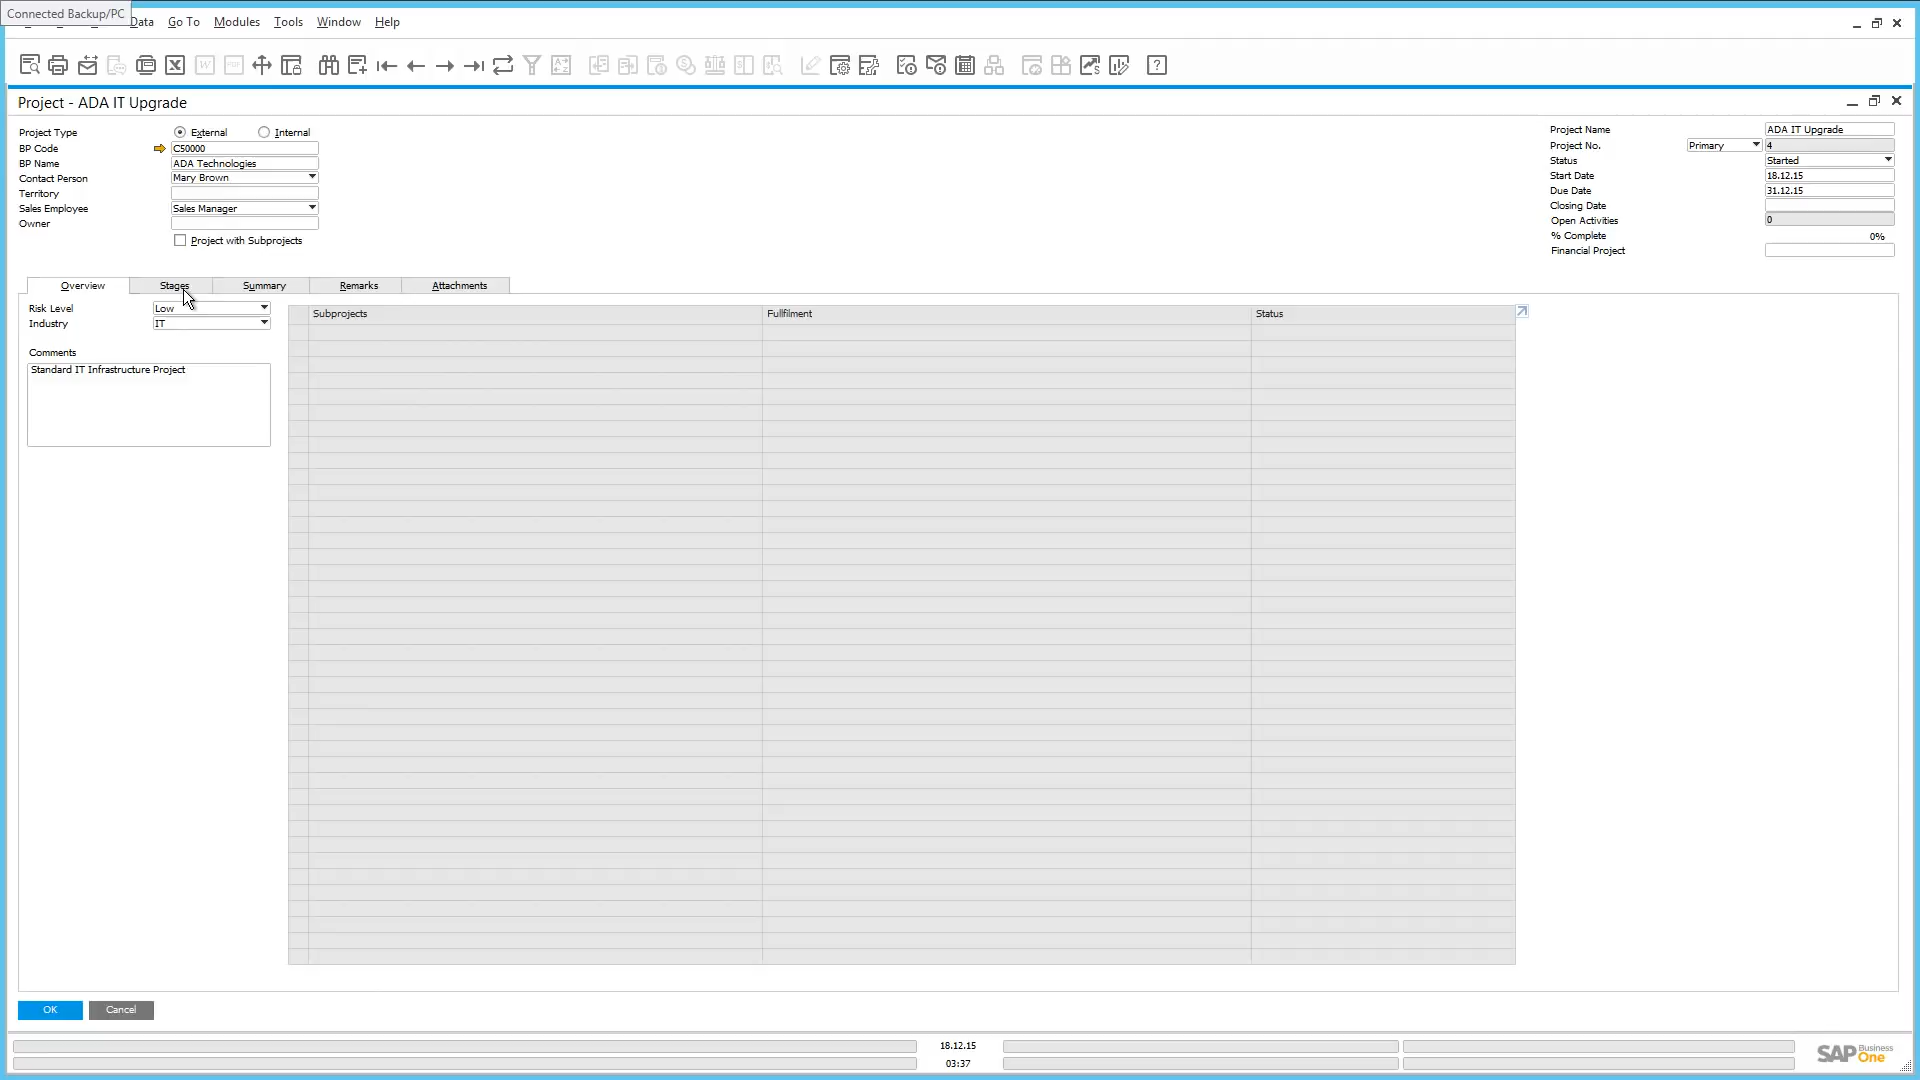 Connected Backup/PC
Data Go To Modules Tools Window Help
Project - ADA IT Upgrade
Project Type External Internal
BP Code C50000
BP Name ADA Technologies
Contact Person Mary Brown
Territory
Sales Employee Sales Manager
Owner
Project with Subprojects
Project Name ADA IT Upgrade
Project No. Primary 4
Status Started
Start Date 18.12.15
Due Date 31.12.15
Closing Date
Open Activities 0
% Complete 0%
Financial Project
Overview Stages Summary Remarks Attachments
Risk Level Low
Industry IT
Comments
Standard IT Infrastructure Project
Subprojects Fullfilment Status
OK Cancel
18.12.15
03:37
SAP Business One